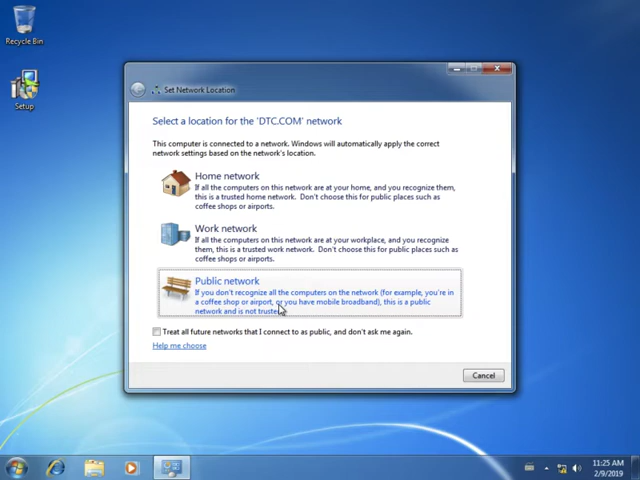 Recycle Bin
Setup
Set Network Location
Select a location for the 'DTC.COM' network
This computer is connected to a network. Windows will automatically apply the correct
network settings based on the network's location.
Home network
If all the computers on this network are at your home, and you recognize them,
this is a trusted home network. Don't choose this for public places such as
coffee shops or airports.
Work network
If all the computers on this network are at your workplace, and you recognize
them, this is a trusted work network. Don't choose this for public places such as
coffee shops or airports.
Public network
If you don't recognize all the computers on the network (for example, you're in
a coffee shop or airport, or you have mobile broadband), this is a public
network and is not trusted.
Treat all future networks that I connect to as public, and don't ask me again.
Help me choose
Cancel
11:25 AM
2/9/2019